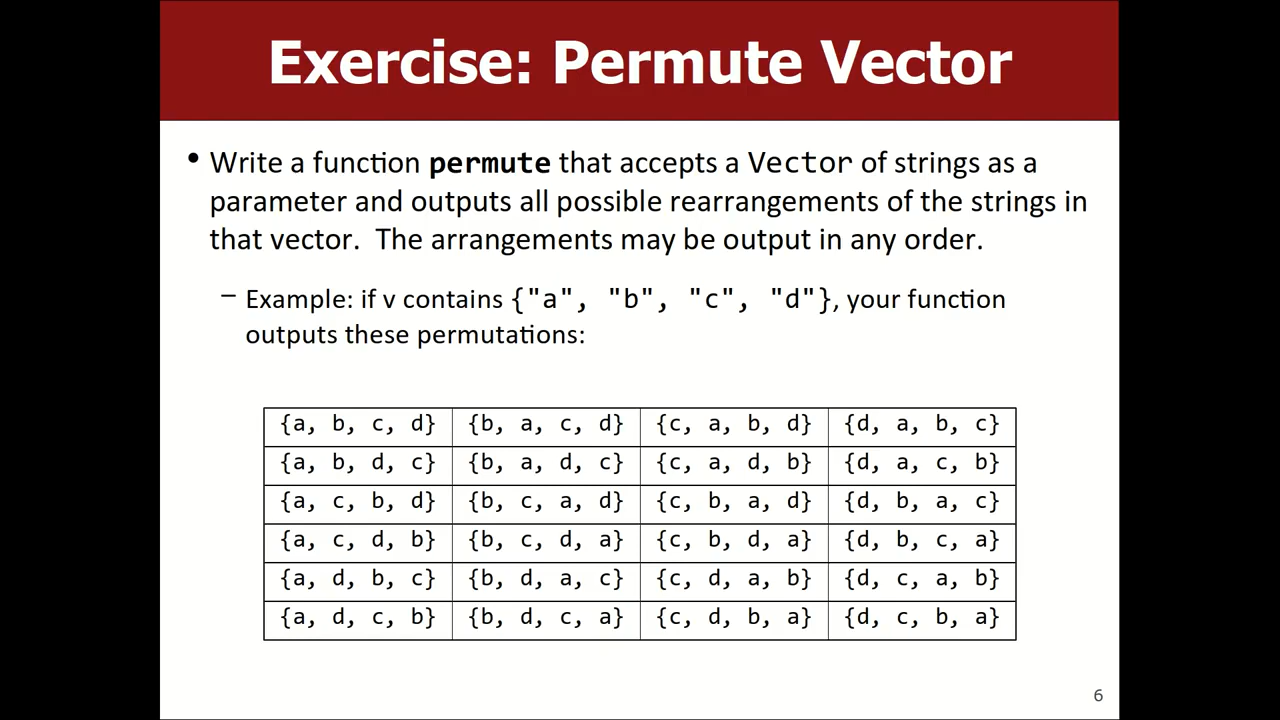 Exercise: Permute Vector
• Write a function permute that accepts a Vector of strings as a
parameter and outputs all possible rearrangements of the strings in
that vector.  The arrangements may be output in any order.
– Example: if v contains {"a", "b", "c", "d"}, your function
outputs these permutations:
{a, b, c, d} {b, a, c, d} {c, a, b, d} {d, a, b, c}
{a, b, d, c} {b, a, d, c} {c, a, d, b} {d, a, c, b}
{a, c, b, d} {b, c, a, d} {c, b, a, d} {d, b, a, c}
{a, c, d, b} {b, c, d, a} {c, b, d, a} {d, b, c, a}
{a, d, b, c} {b, d, a, c} {c, d, a, b} {d, c, a, b}
{a, d, c, b} {b, d, c, a} {c, d, b, a} {d, c, b, a}
6